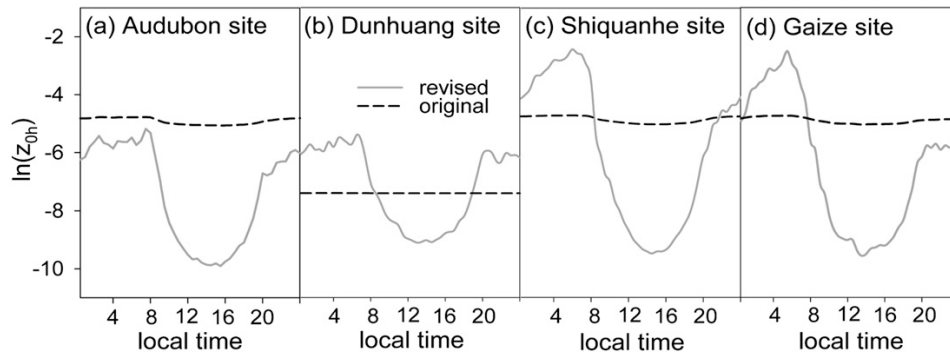 (a) Audubon site
(b) Dunhuang site
(c) Shiquanhe site
(d) Gaize site
ln(z0h)
-2
-4
-6
-8
-10
revised
original
4 8 12 16 20
4 8 12 16 20
4 8 12 16 20
4 8 12 16 20
local time
local time
local time
local time